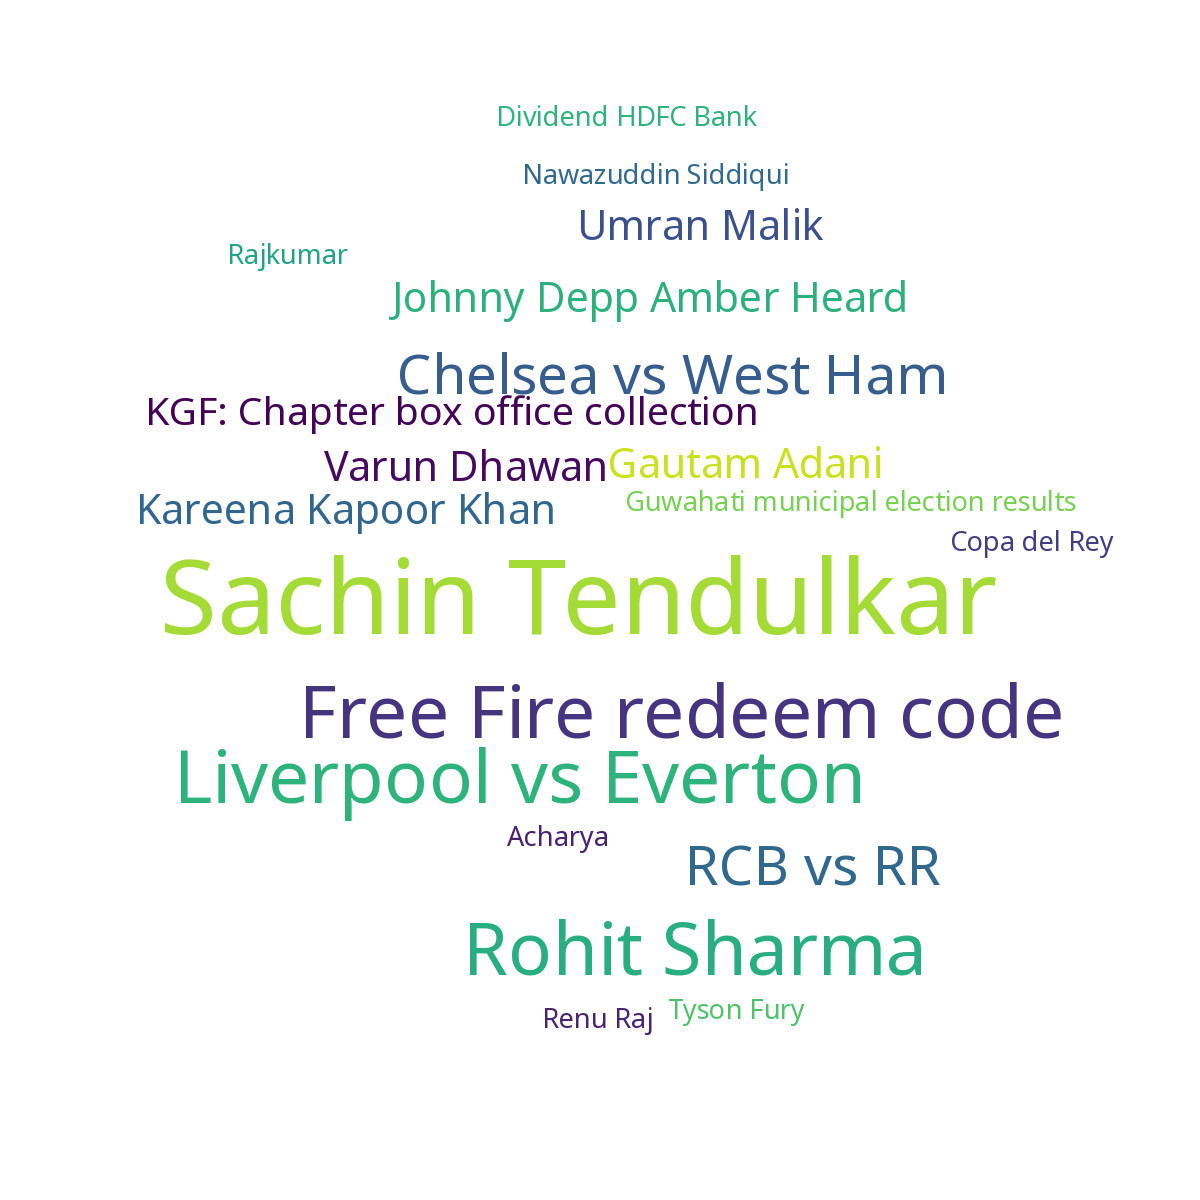 Dividend HDFC Bank
Nawazuddin Siddiqui
Umran Malik
Rajkumar
Johnny Depp Amber Heard
Chelsea vs West Ham
KGF: Chapter box office collection
Varun Dhawan
Gautam Adani
Kareena Kapoor Khan
Guwahati municipal election results
Copa del Rey
Sachin Tendulkar
Free Fire redeem code
Liverpool vs Everton
Acharya
RCB vs RR
Rohit Sharma
Renu Raj
Tyson Fury